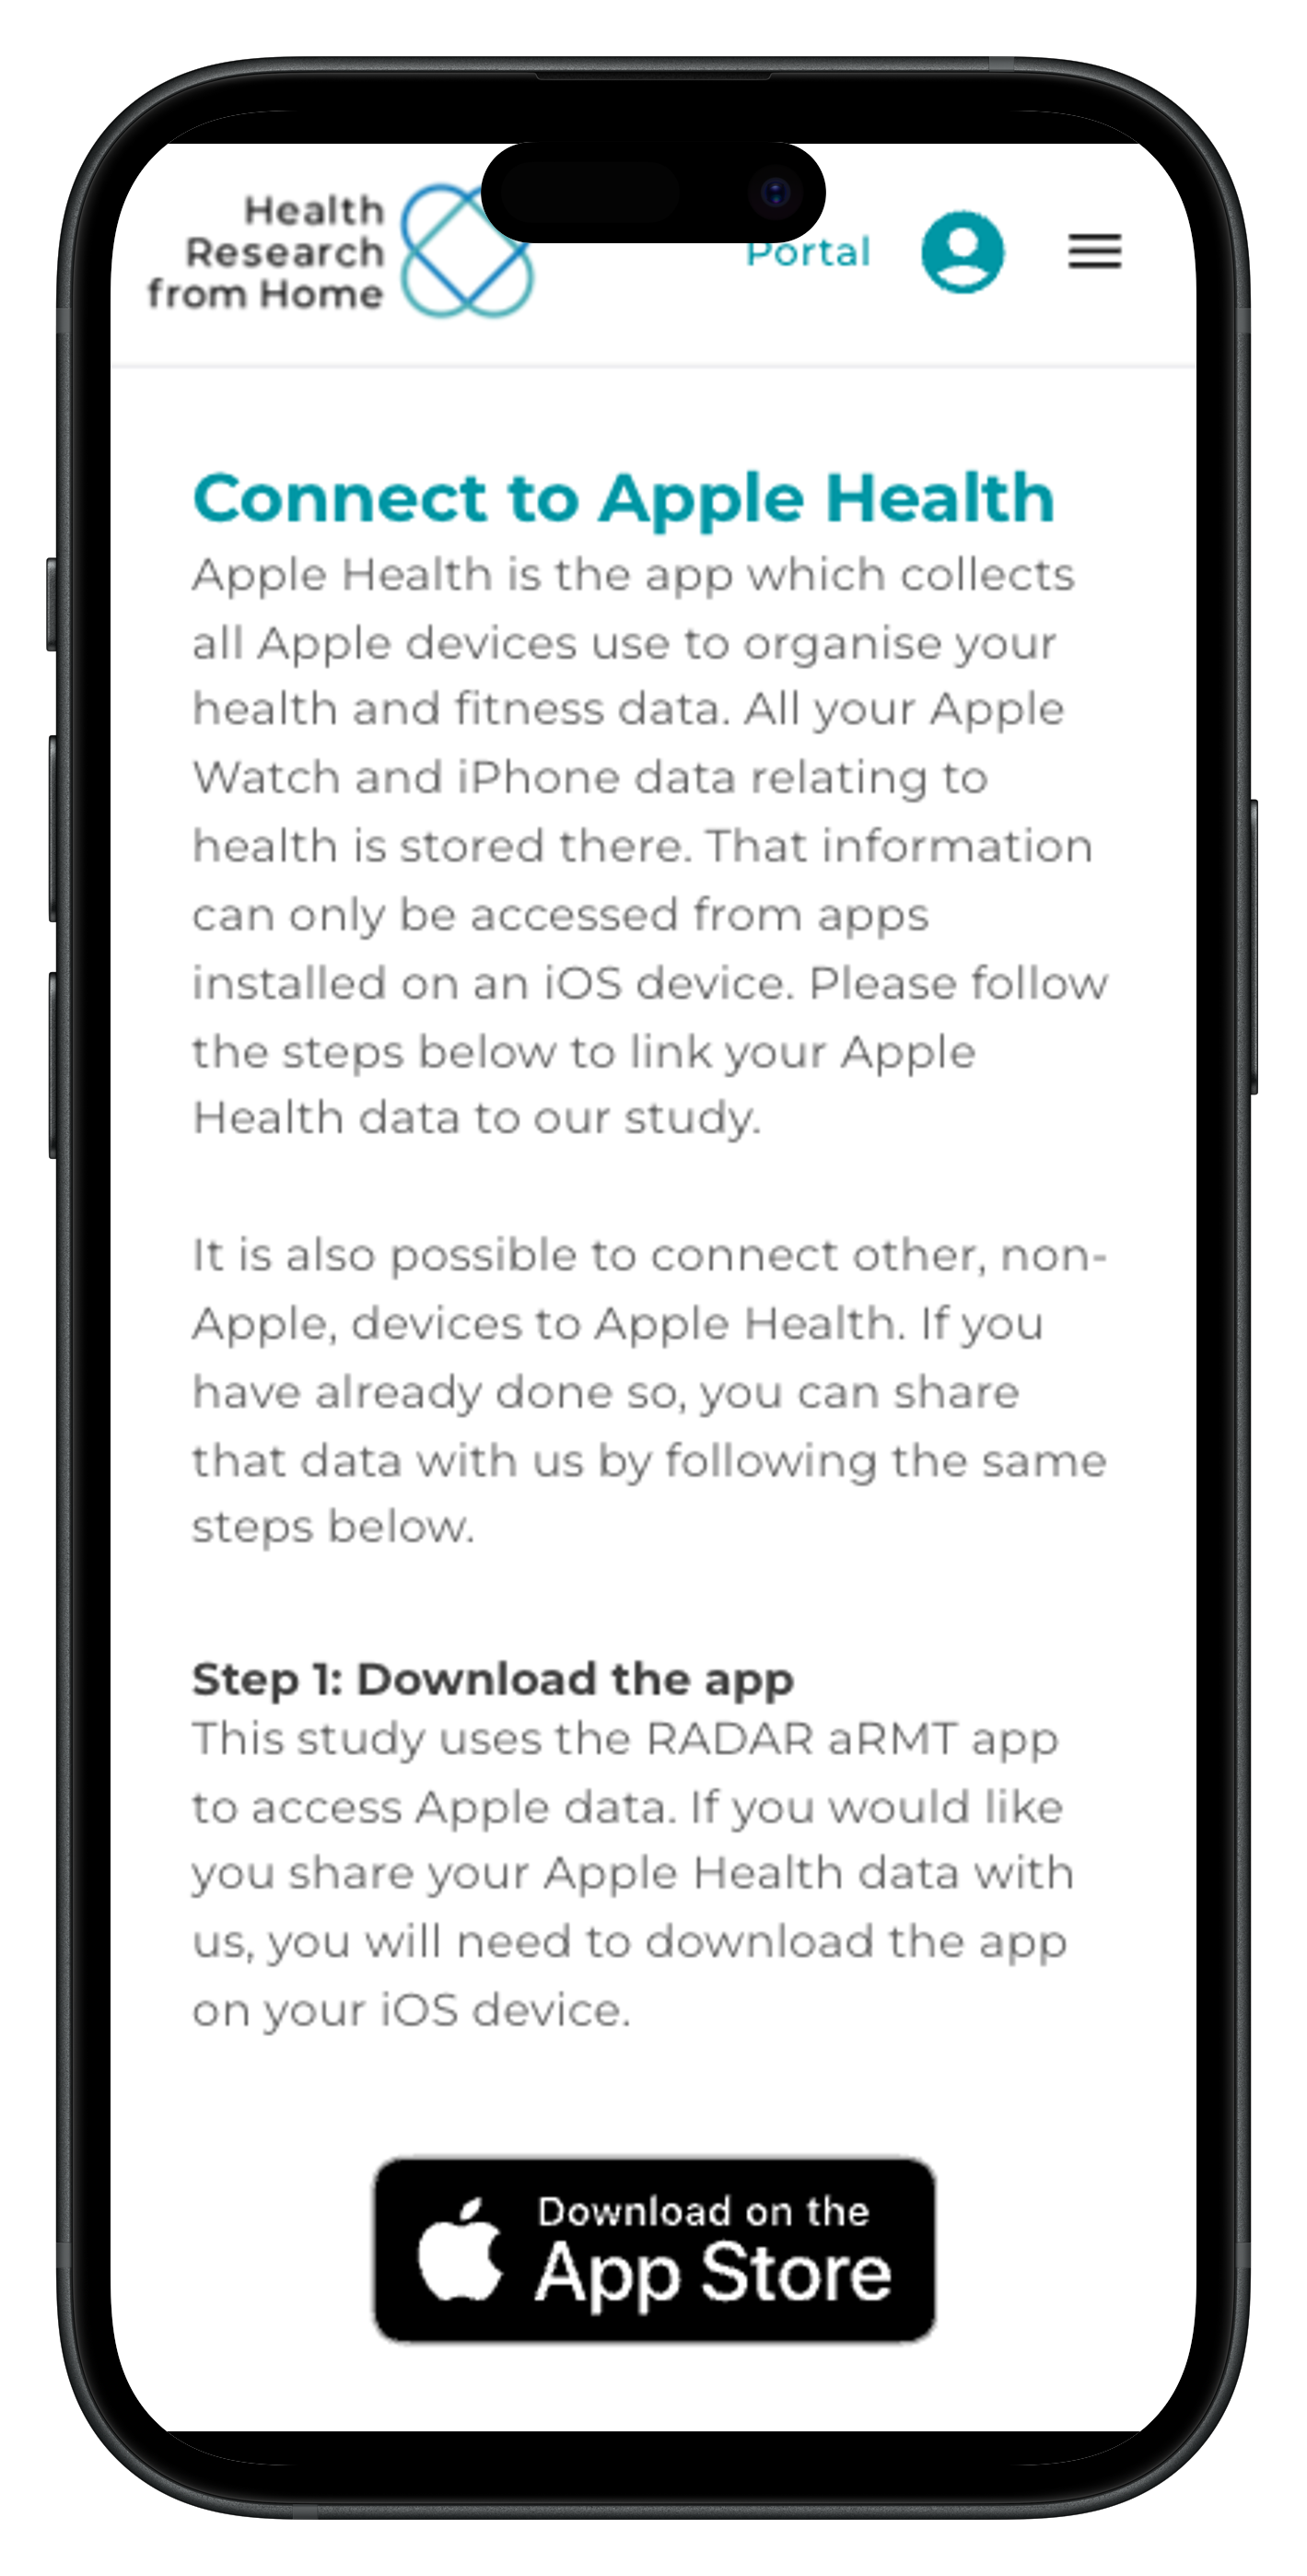 Health
Research
from Home
Portal
Connect to Apple Health
Apple Health is the app which collects
all Apple devices use to organise your
health and fitness data. All your Apple
Watch and iPhone data relating to
health is stored there. That information
can only be accessed from apps
installed on an iOS device. Please follow
the steps below to link your Apple
Health data to our study.
It is also possible to connect other, non-
Apple, devices to Apple Health. If you
have already done so, you can share
that data with us by following the same
steps below.
Step 1: Download the app
This study uses the RADAR aRMT app
to access Apple data. If you would like
you share your Apple Health data with
us, you will need to download the app
on your iOS device.
Download on the
App Store